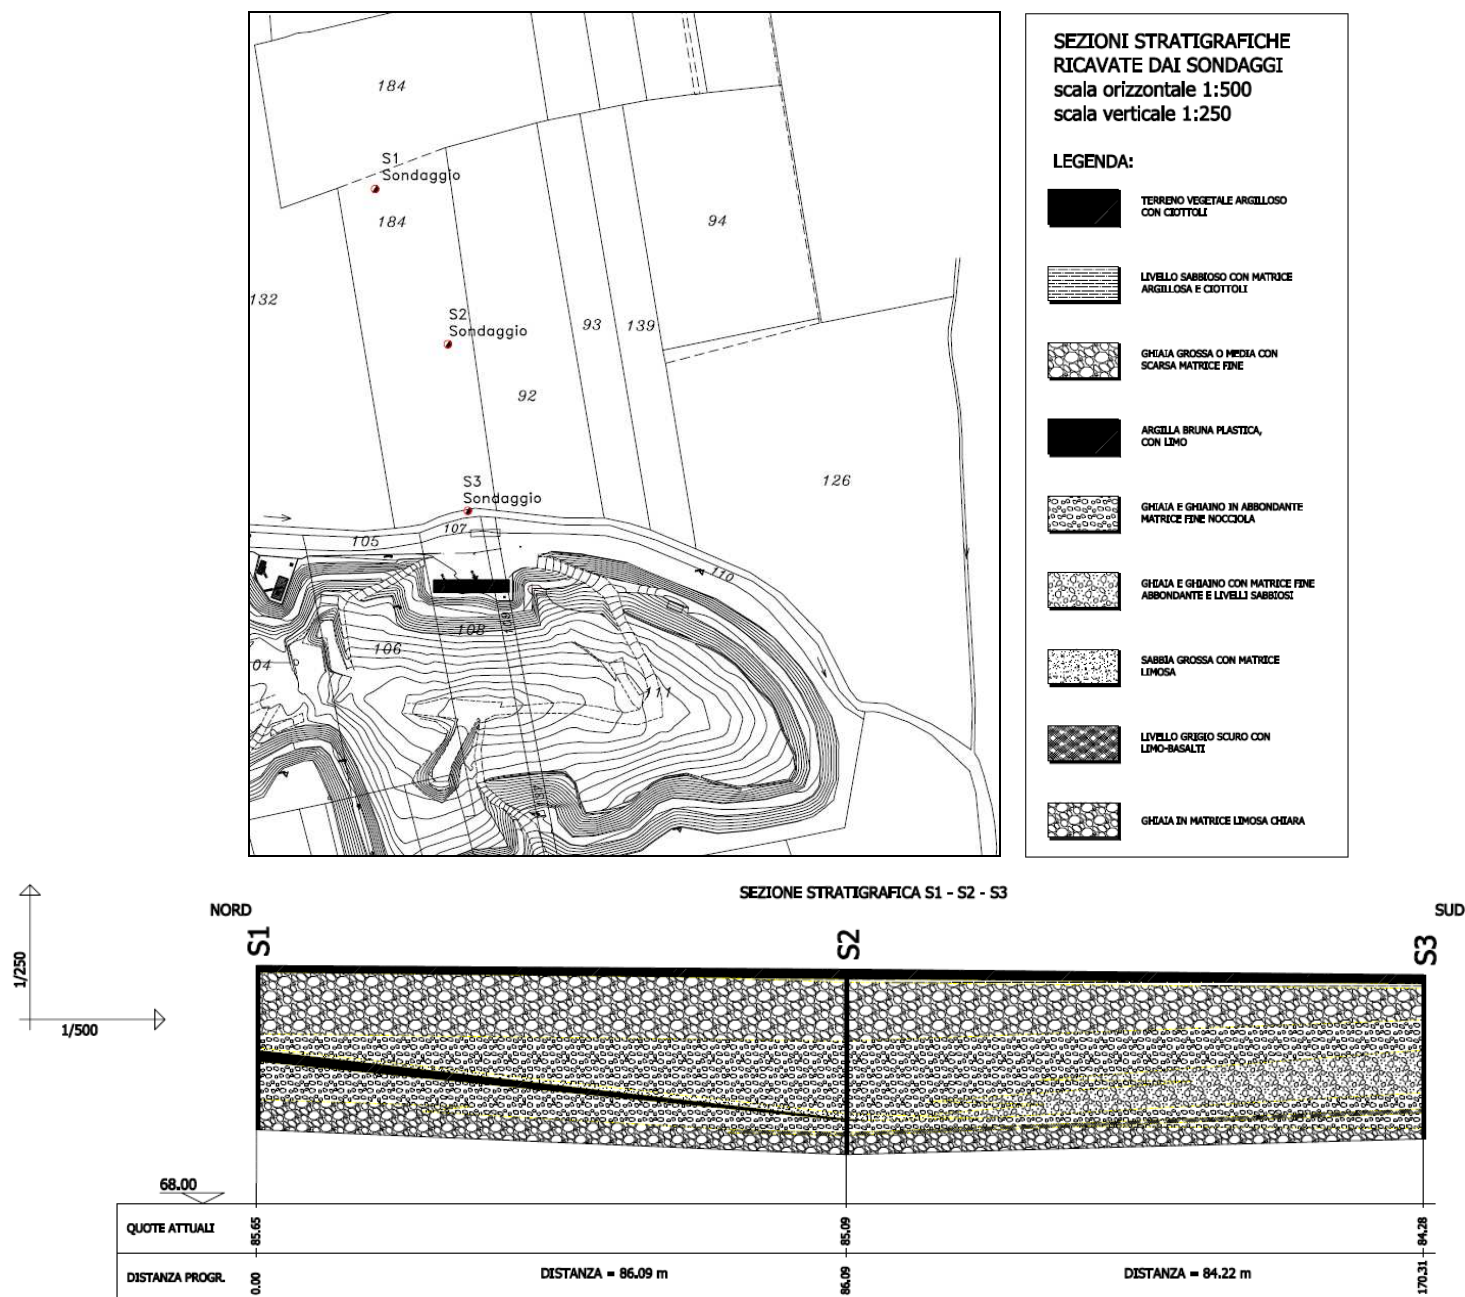 184
S1
Sondaggio
184
94
132
S2
Sondaggio
93
139
92
126
S3
Sondaggio
107
105
110
109
108
106
04
111
SEZIONI STRATIGRAFICHE
RICAVATE DAI SONDAGGI
scala orizzontale 1:500
scala verticale 1:250
LEGENDA:
TERRENO VEGETALE ARGILLOSO
CON CIOTTOLI
LIVELLO SABBIOSO CON MATRICE
ARGILLOSA E CIOTTOLI
GHIAIA GROSSA O MEDIA CON
SCARSA MATRICE FINE
ARGILLA BRUNA PLASTICA,
CON LIMO
GHIAIA E GHIAINO IN ABBONDANTE
MATRICE FINE NOCCIOLA
GHIAIA E GHIAINO CON MATRICE FINE
ABBONDANTE E LIVELLI SABBIOSI
SABBIA GROSSA CON MATRICE
LIMOSA
LIVELLO GRIGIO SCURO CON
LIMO-BASALTI
GHIAIA IN MATRICE LIMOSA CHIARA
SEZIONE STRATIGRAFICA S1 - S2 - S3
NORD
SUD
S1
S2
S3
1/250
1/500
68.00
QUOTE ATTUALI
85.65
85.09
84.28
DISTANZA PROGR.
0.00
DISTANZA = 86.09 m
86.09
DISTANZA = 84.22 m
170.31